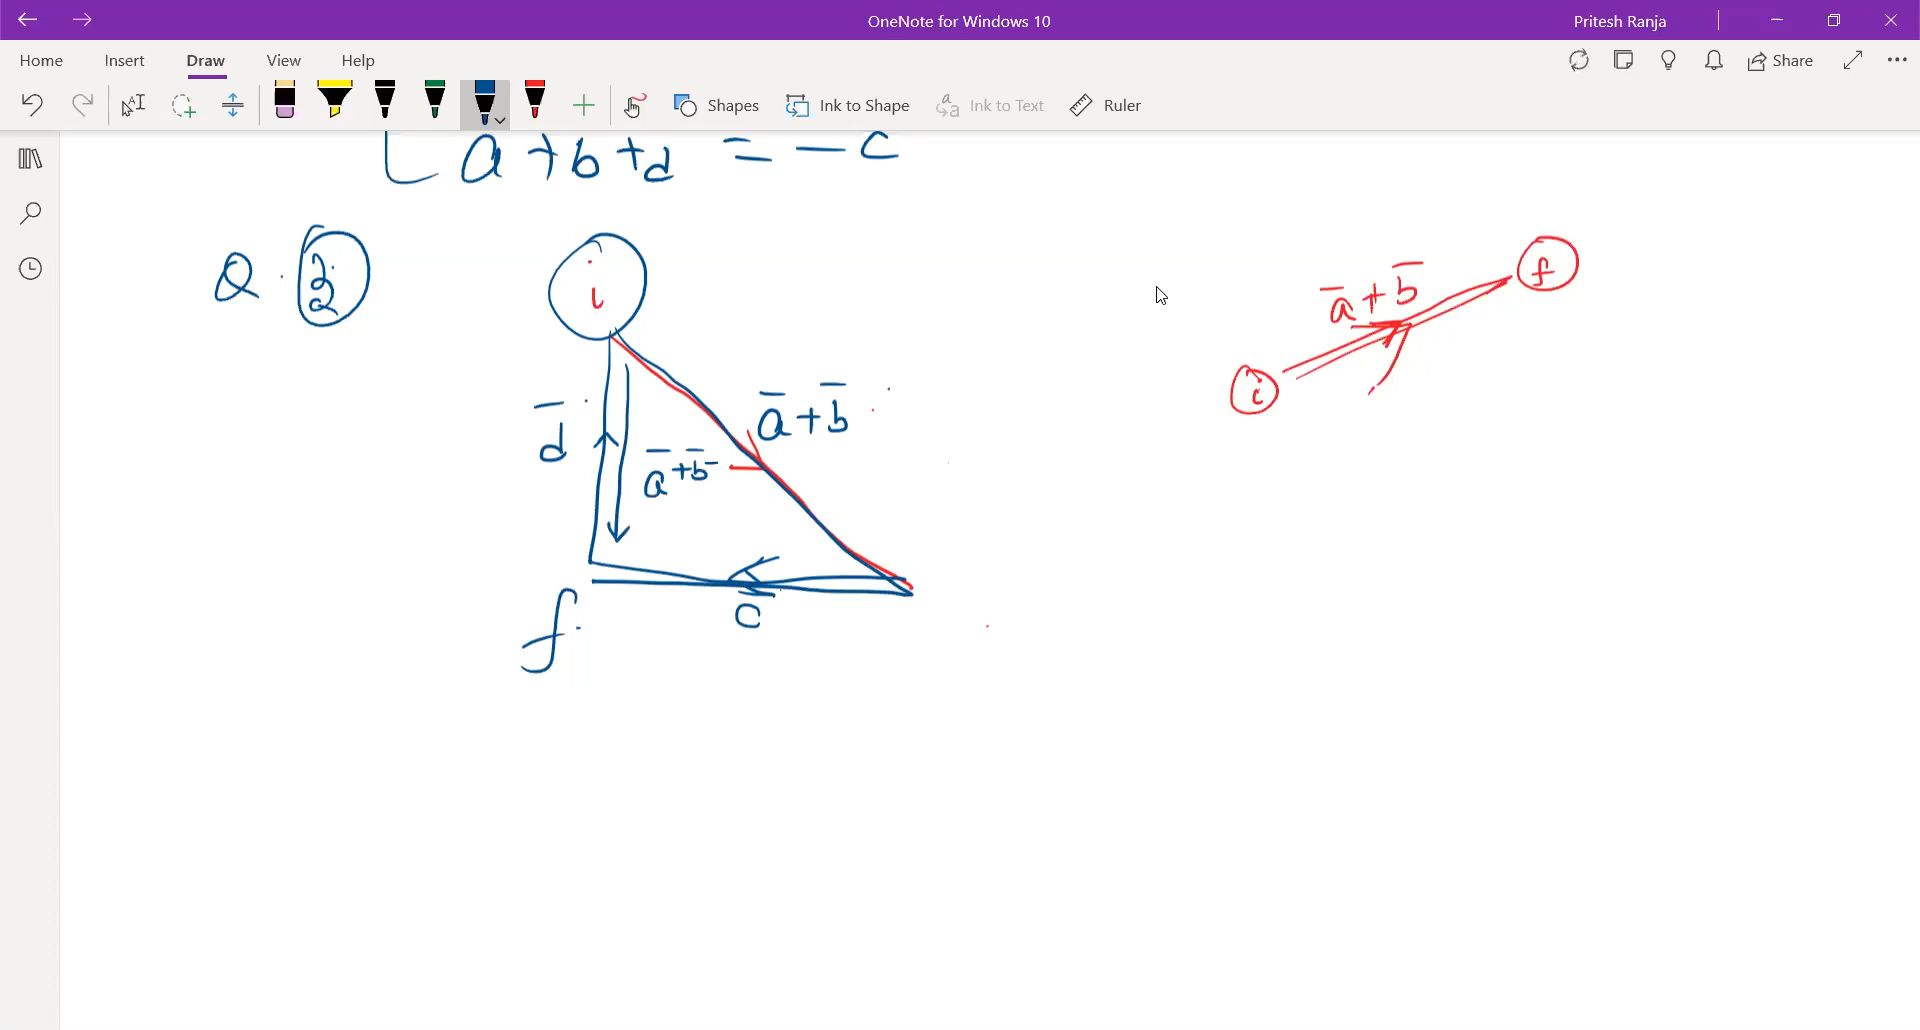 OneNote for Windows 10
Pritesh Ranja
Home Insert Draw View Help
Share
Shapes Ink to Shape Ink to Text Ruler
a + b + d = - c
Q.
i
f
a̅ + b̅
i
d̅
a̅ + b̅
a̅ + b̅
c
f